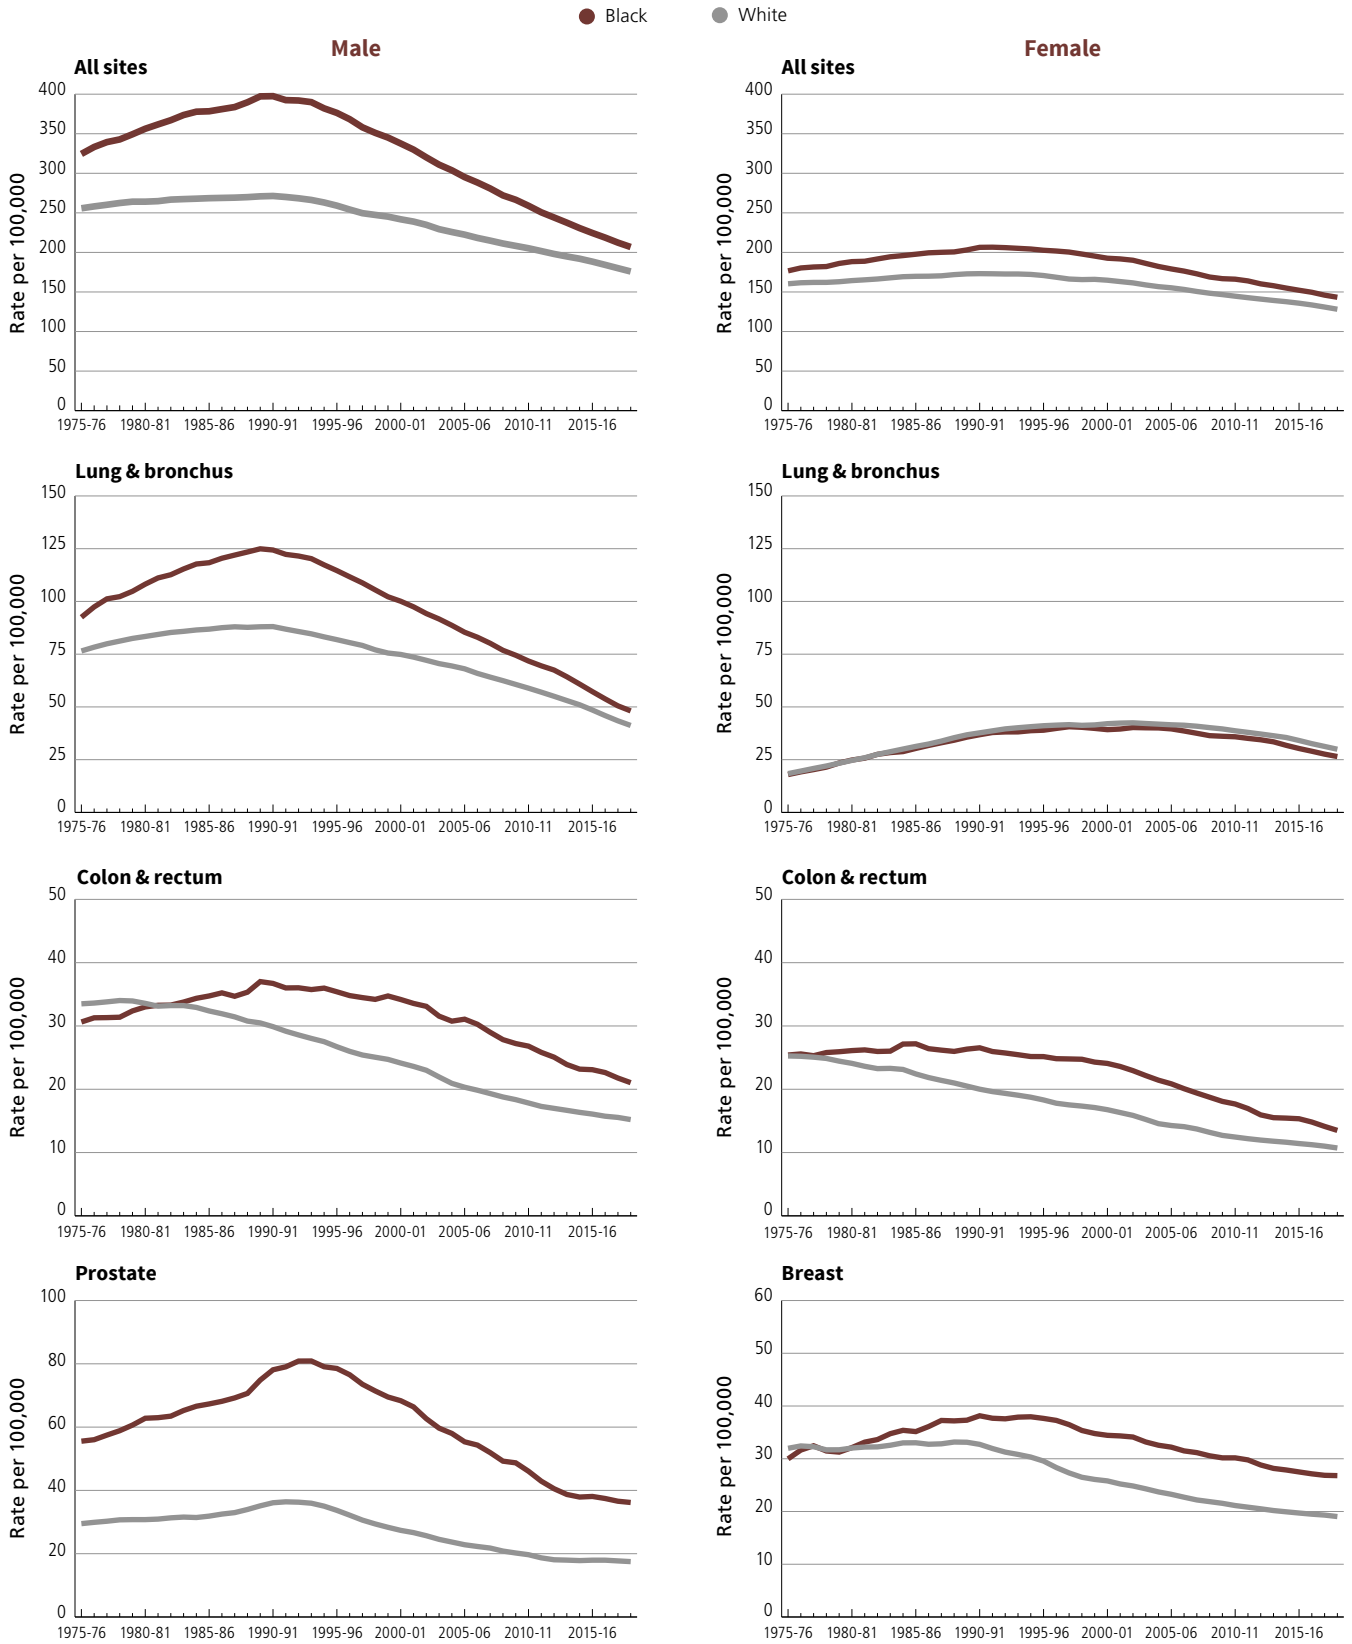 Black White
Male Female
All sites All sites
Rate per 100,000 Rate per 100,000
400 400
350 350
300 300
250 250
200 200
150 150
100 100
50 50
0 0
1975-76 1980-81 1985-86 1990-91 1995-96 2000-01 2005-06 2010-11 2015-16 1975-76 1980-81 1985-86 1990-91 1995-96 2000-01 2005-06 2010-11 2015-16
Lung & bronchus Lung & bronchus
Rate per 100,000 Rate per 100,000
150 150
125 125
100 100
75 75
50 50
25 25
0 0
1975-76 1980-81 1985-86 1990-91 1995-96 2000-01 2005-06 2010-11 2015-16 1975-76 1980-81 1985-86 1990-91 1995-96 2000-01 2005-06 2010-11 2015-16
Colon & rectum Colon & rectum
Rate per 100,000 Rate per 100,000
50 50
40 40
30 30
20 20
10 10
0 0
1975-76 1980-81 1985-86 1990-91 1995-96 2000-01 2005-06 2010-11 2015-16 1975-76 1980-81 1985-86 1990-91 1995-96 2000-01 2005-06 2010-11 2015-16
Prostate Breast
Rate per 100,000 Rate per 100,000
100 60
80 50
60 40
40 30
20 20
0 10
0
1975-76 1980-81 1985-86 1990-91 1995-96 2000-01 2005-06 2010-11 2015-16 1975-76 1980-81 1985-86 1990-91 1995-96 2000-01 2005-06 2010-11 2015-16